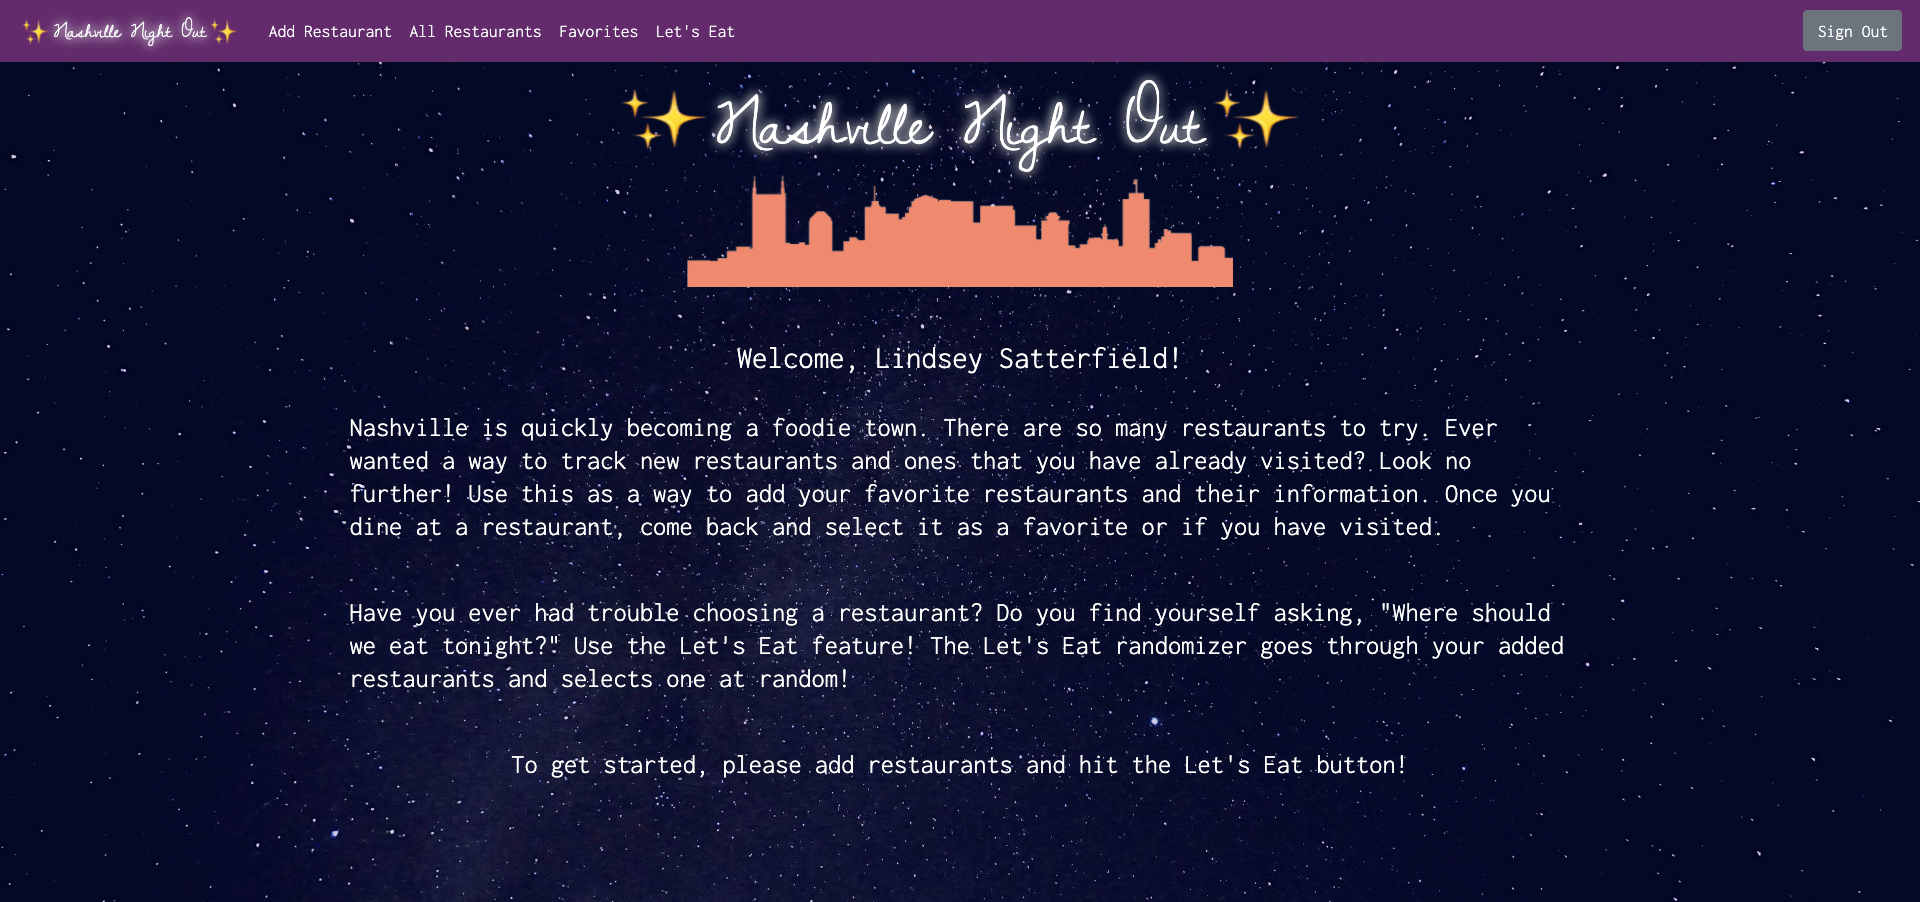 ✨Nashville Night Out✨ Add Restaurant All Restaurants Favorites Let's Eat Sign Out
✨Nashville Night Out✨
Welcome, Lindsey Satterfield!
Nashville is quickly becoming a foodie town. There are so many restaurants to try. Ever
wanted a way to track new restaurants and ones that you have already visited? Look no
further! Use this as a way to add your favorite restaurants and their information. Once you
dine at a restaurant, come back and select it as a favorite or if you have visited.
Have you ever had trouble choosing a restaurant? Do you find yourself asking, "Where should
we eat tonight?" Use the Let's Eat feature! The Let's Eat randomizer goes through your added
restaurants and selects one at random!
To get started, please add restaurants and hit the Let's Eat button!